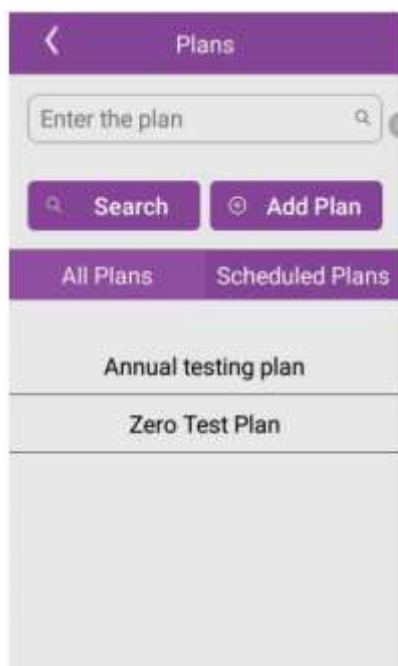 Plans
Enter the plan
Search
Add Plan
All Plans
Scheduled Plans
Annual testing plan
Zero Test Plan